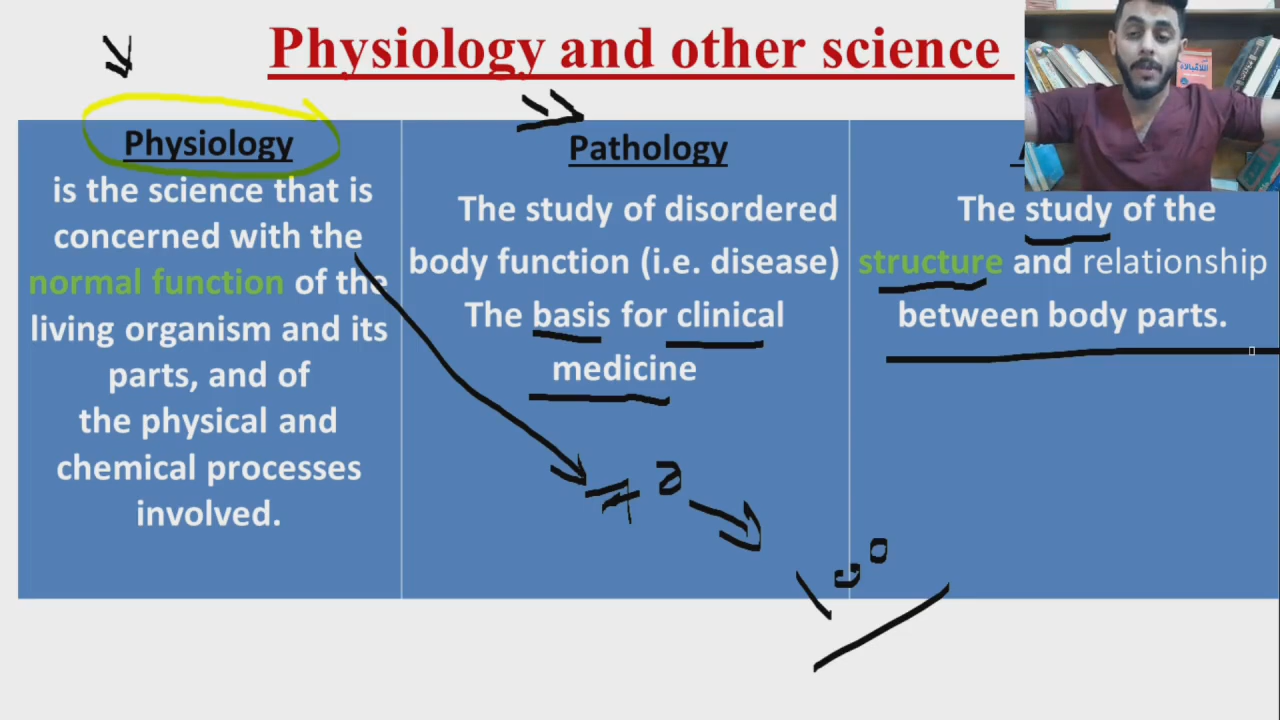 Physiology and other science
Physiology
is the science that is
concerned with the
normal function of the
living organism and its
parts, and of
the physical and
chemical processes
involved.
Pathology
The study of disordered
body function (i.e. disease)
The basis for clinical
medicine
The study of the
structure and relationship
between body parts.